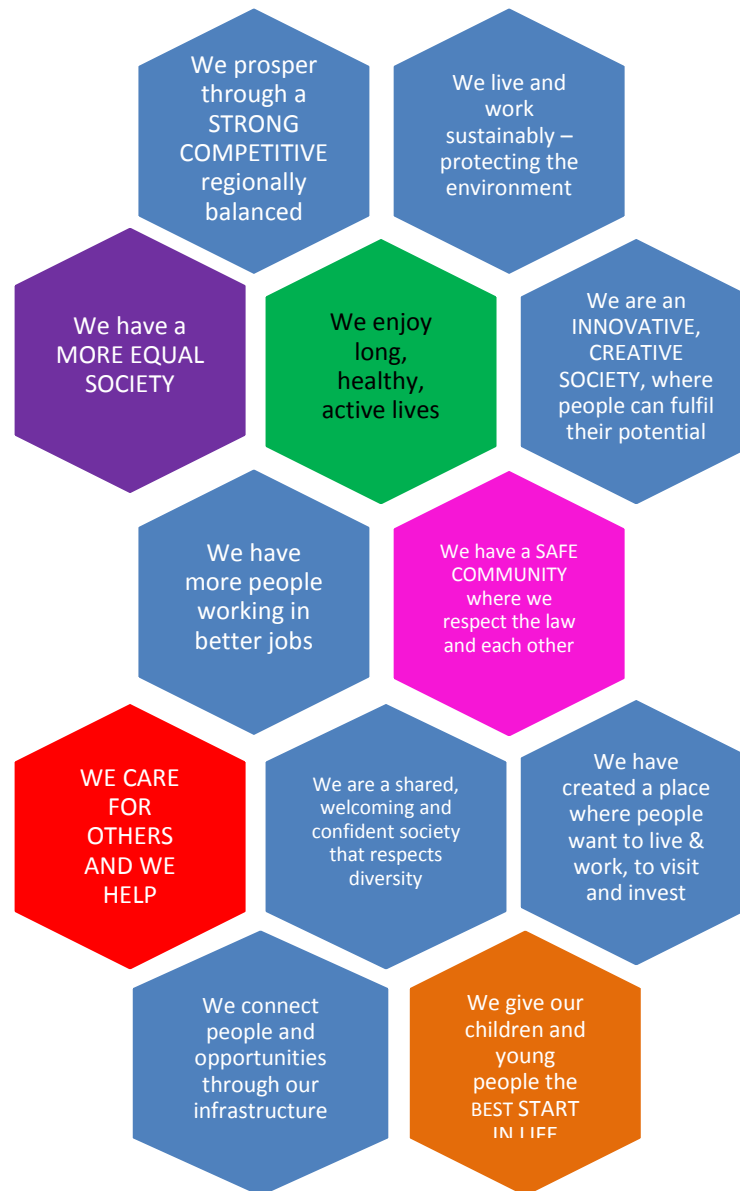 We prosper
through a
STRONG
COMPETITIVE
regionally
balanced
We live and
work
sustainably –
protecting the
environment
We have a
MORE EQUAL
SOCIETY
We enjoy
long,
healthy,
active lives
We are an
INNOVATIVE,
CREATIVE
SOCIETY, where
people can fulfil
their potential
We have
more people
working in
better jobs
We have a SAFE
COMMUNITY
where we
respect the law
and each other
WE CARE
FOR
OTHERS
AND WE
HELP
We are a shared,
welcoming and
confident society
that respects
diversity
We have
created a place
where people
want to live &
work, to visit
and invest
We connect
people and
opportunities
through our
infrastructure
We give our
children and
young
people the
BEST START
IN LIFE